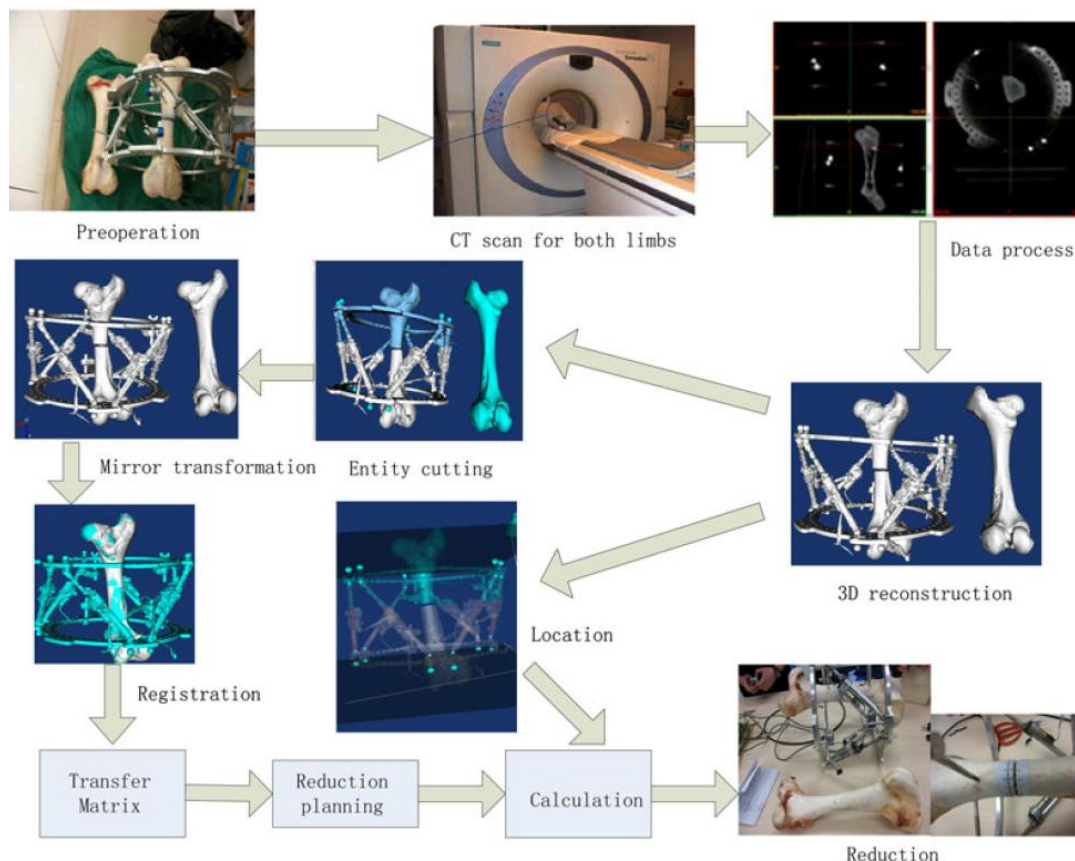 Preoperation
CT scan for both limbs
Data process
Mirror transformation
Entity cutting
3D reconstruction
Registration
Location
Transfer
Matrix
Reduction
planning
Calculation
Reduction